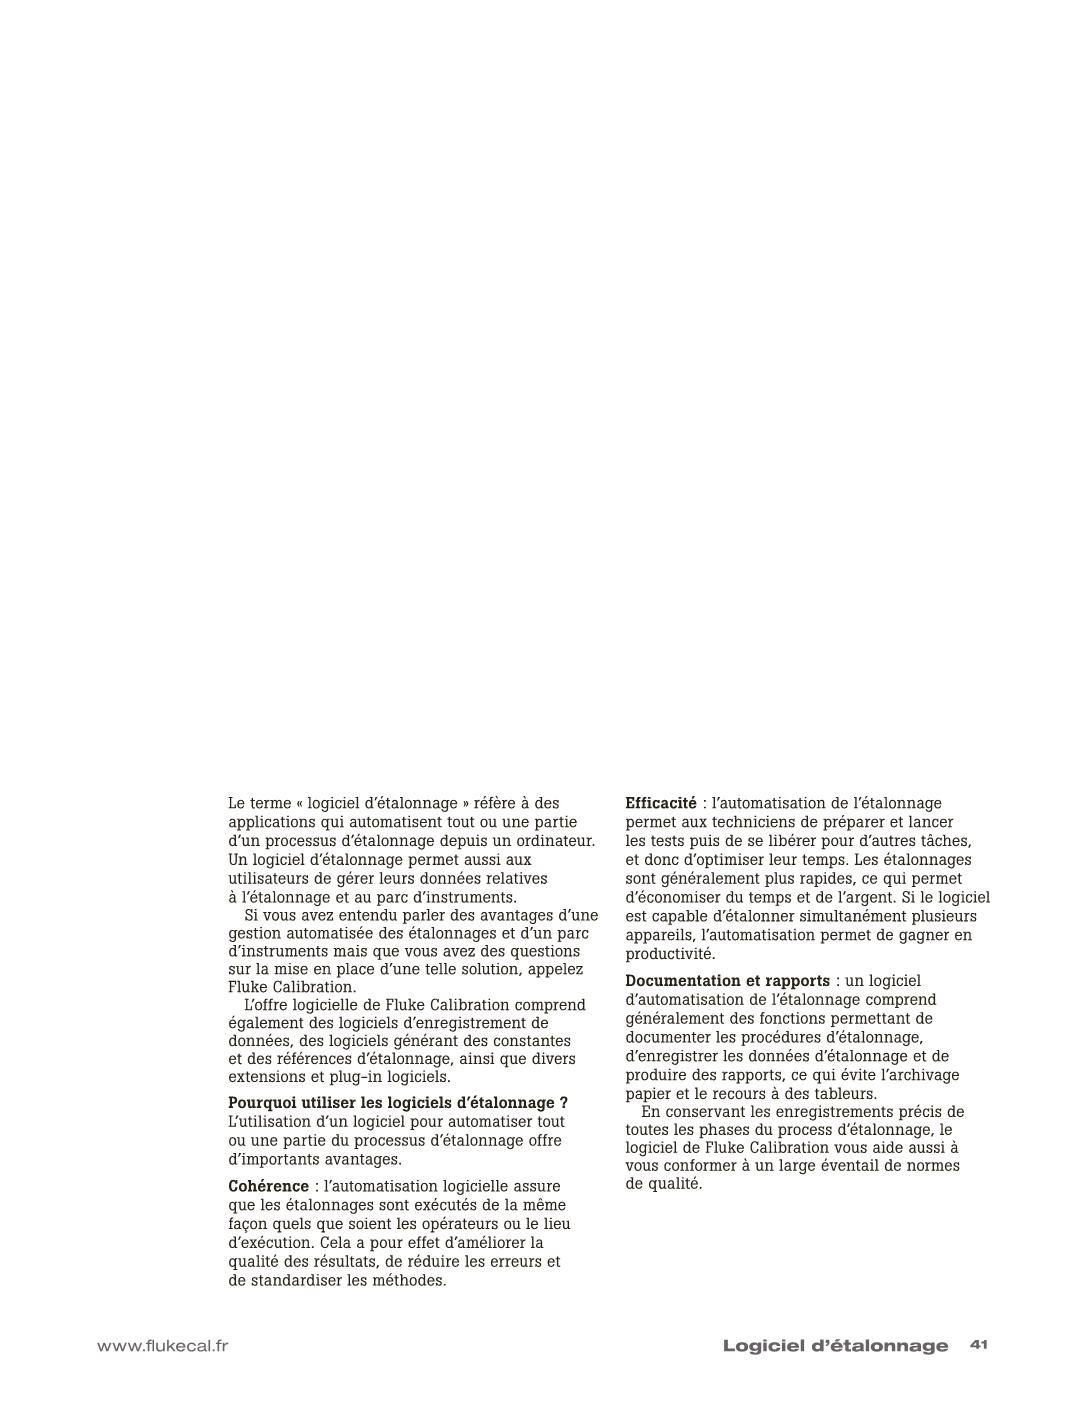 Le terme « logiciel d’étalonnage » réfère à des
applications qui automatisent tout ou une partie
d’un processus d’étalonnage depuis un ordinateur.
Un logiciel d’étalonnage permet aussi aux
utilisateurs de gérer leurs données relatives
à l’étalonnage et au parc d’instruments.
Si vous avez entendu parler des avantages d’une
gestion automatisée des étalonnages et d’un parc
d’instruments mais que vous avez des questions
sur la mise en place d’une telle solution, appelez
Fluke Calibration.
L’offre logicielle de Fluke Calibration comprend
également des logiciels d’enregistrement de
données, des logiciels générant des constantes
et des références d’étalonnage, ainsi que divers
extensions et plug-in logiciels.
Pourquoi utiliser les logiciels d’étalonnage ?
L’utilisation d’un logiciel pour automatiser tout
ou une partie du processus d’étalonnage offre
d’importants avantages.
Cohérence : l’automatisation logicielle assure
que les étalonnages sont exécutés de la même
façon quels que soient les opérateurs ou le lieu
d’exécution. Cela a pour effet d’améliorer la
qualité des résultats, de réduire les erreurs et
de standardiser les méthodes.
Efficacité : l’automatisation de l’étalonnage
permet aux techniciens de préparer et lancer
les tests puis de se libérer pour d’autres tâches,
et donc d’optimiser leur temps. Les étalonnages
sont généralement plus rapides, ce qui permet
d’économiser du temps et de l’argent. Si le logiciel
est capable d’étalonner simultanément plusieurs
appareils, l’automatisation permet de gagner en
productivité.
Documentation et rapports : un logiciel
d’automatisation de l’étalonnage comprend
généralement des fonctions permettant de
documenter les procédures d’étalonnage,
d’enregistrer les données d’étalonnage et de
produire des rapports, ce qui évite l’archivage
papier et le recours à des tableurs.
En conservant les enregistrements précis de
toutes les phases du process d’étalonnage, le
logiciel de Fluke Calibration vous aide aussi à
vous conformer à un large éventail de normes
de qualité.
www.flukecal.fr
Logiciel d’étalonnage 41